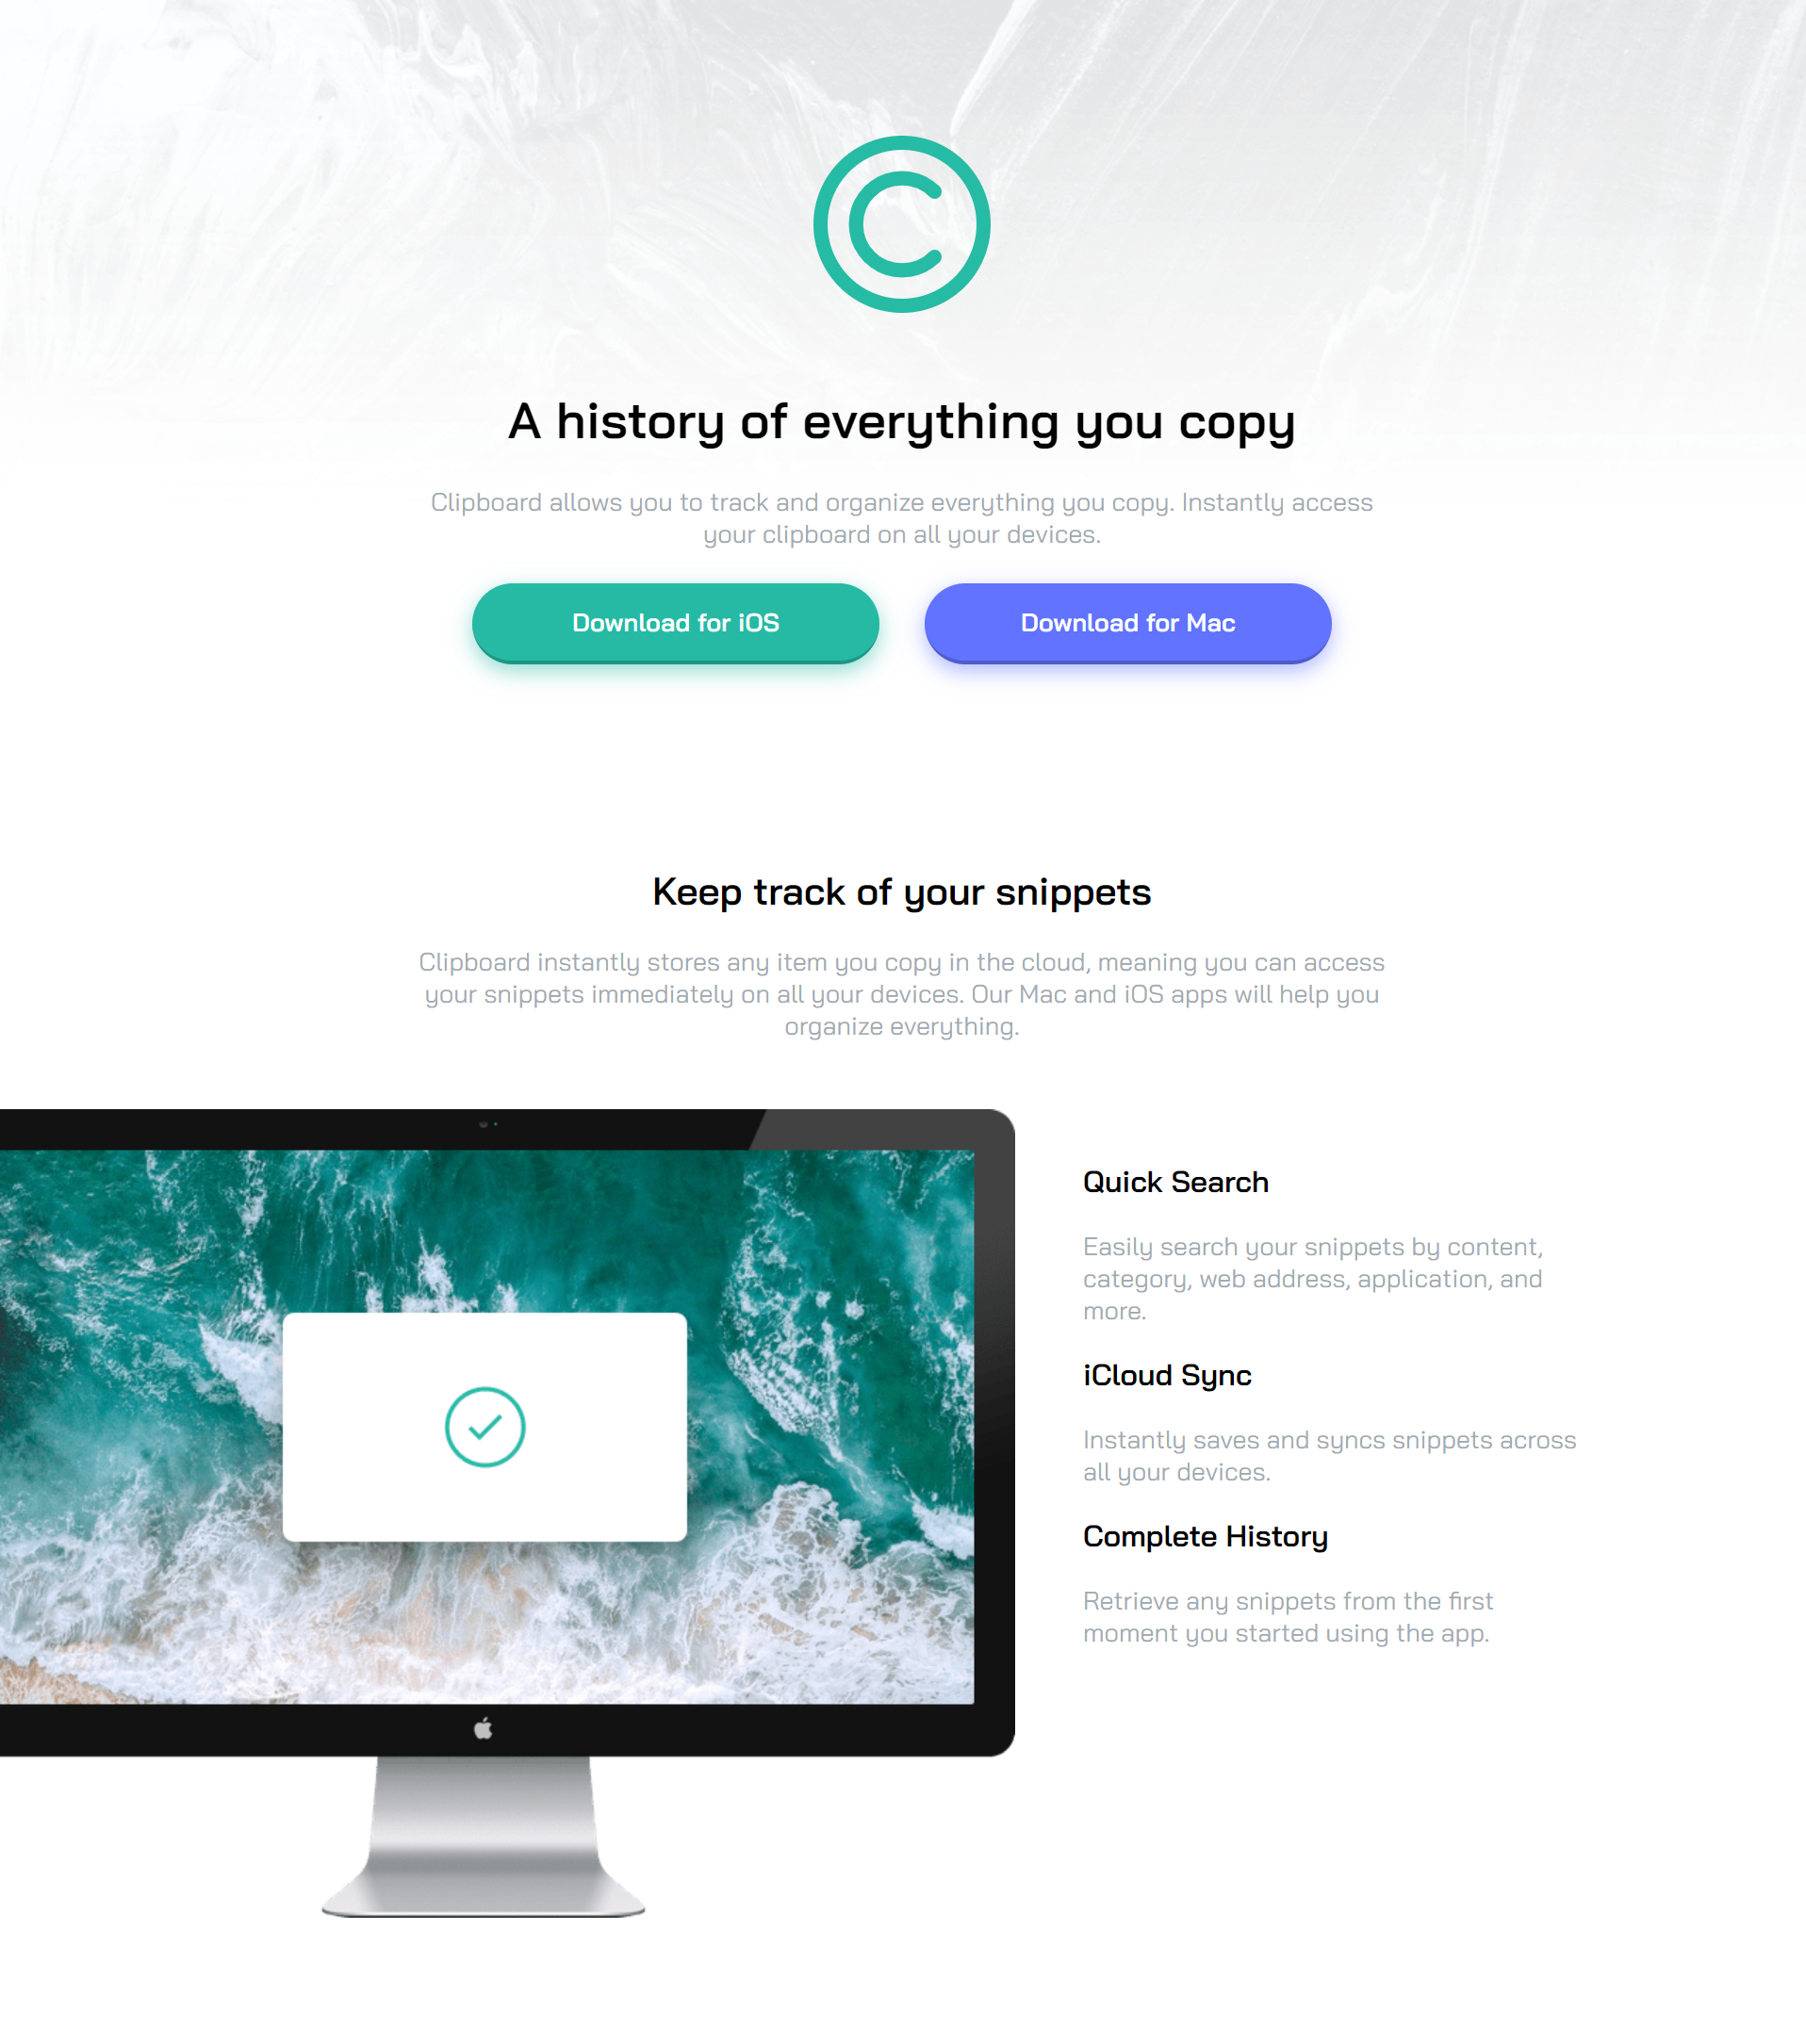 A history of everything you copy
Clipboard allows you to track and organize everything you copy. Instantly access
your clipboard on all your devices.
Download for iOS
Download for Mac
Keep track of your snippets
Clipboard instantly stores any item you copy in the cloud, meaning you can access
your snippets immediately on all your devices. Our Mac and iOS apps will help you
organize everything.
Quick Search
Easily search your snippets by content,
category, web address, application, and
more.
iCloud Sync
Instantly saves and syncs snippets across
all your devices.
Complete History
Retrieve any snippets from the first
moment you started using the app.